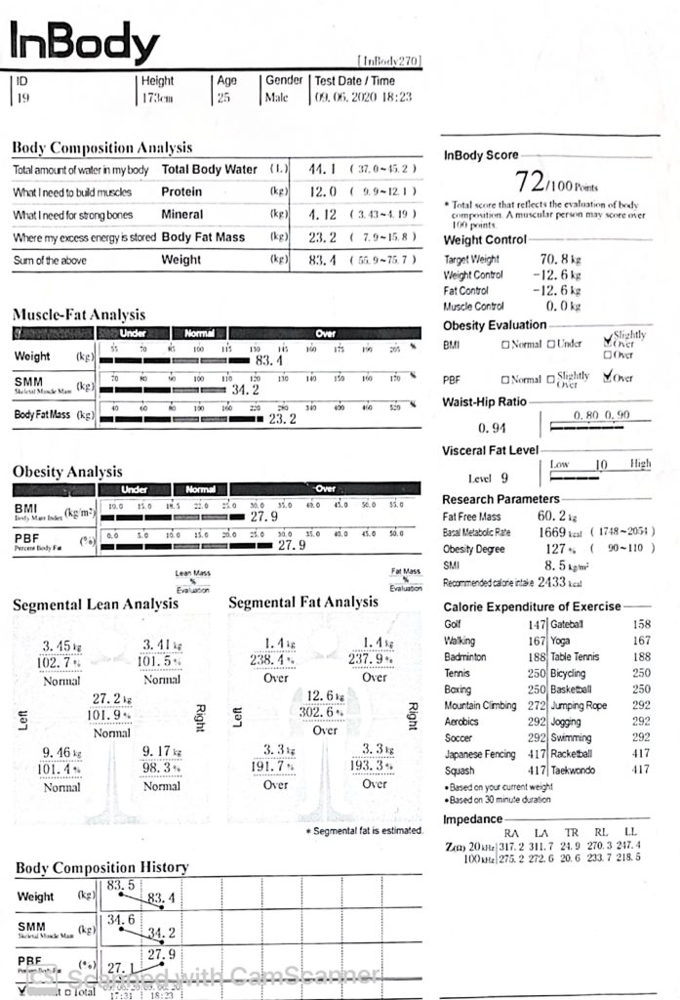 InBody
[InBody270]
ID Height Age Gender Test Date / Time
19 173cm 25 Male 09. 06. 2020 18:23
Body Composition Analysis
Total amount of water in my body Total Body Water (L) 44. 1 ( 37. 0~45. 2 )
What I need to build muscles Protein (kg) 12. 0 ( 9. 9~12. 1 )
What I need for strong bones Mineral (kg) 4. 12 ( 3. 43~4. 19 )
Where my excess energy is stored Body Fat Mass (kg) 23. 2 ( 7. 9~15. 8 )
Sum of the above Weight (kg) 83. 4 ( 55. 9~75. 7 )
Muscle-Fat Analysis
Under Normal Over
Weight (kg) 55 70 85 100 115 130 145 160 175 190 205 %
83. 4
SMM (kg) 70 80 90 100 110 120 130 140 150 160 170 %
Skeletal Muscle Mass
34. 2
Body Fat Mass (kg) 40 60 80 100 160 220 280 340 400 460 520 %
23. 2
Obesity Analysis
Under Normal Over
BMI (kg/m²) 10.0 15.0 18.5 22.0 25.0 30.0 35.0 40.0 45.0 50.0 55.0
Body Mass Index
27. 9
PBF (%) 0.0 5.0 10.0 15.0 20.0 25.0 30.0 35.0 40.0 45.0 50.0
Percent Body Fat
27. 9
Lean Mass
%
Evaluation
Segmental Lean Analysis
3. 45 kg 3. 41 kg
102. 7 % 101. 5 %
Normal Normal
27. 2 kg
101. 9 %
Normal
Left Right
9. 46 kg 9. 17 kg
101. 4 % 98. 3 %
Normal Normal
Fat Mass
%
Evaluation
Segmental Fat Analysis
1. 4 kg 1. 4 kg
238. 4 % 237. 9 %
Over Over
12. 6 kg
302. 6 %
Over
Left Right
3. 3 kg 3. 3 kg
191. 7 % 193. 3 %
Over Over
* Segmental fat is estimated.
Body Composition History
Weight (kg) 83. 5 83. 4
SMM (kg) 34. 6 34. 2
Skeletal Muscle Mass
PBF (%) 27. 1 27. 9
Percent Body Fat
CS Scanned with CamScanner
Total 17:31 18:23
InBody Score
72/100 Points
* Total score that reflects the evaluation of body
composition. A muscular person may score over
100 points.
Weight Control
Target Weight 70. 8 kg
Weight Control -12. 6 kg
Fat Control -12. 6 kg
Muscle Control 0. 0 kg
Obesity Evaluation
BMI Normal Under Slightly Over
Over
PBF Normal Slightly Over Over
Waist-Hip Ratio
0. 94 0. 80 0. 90
Visceral Fat Level
Level 9 Low 10 High
Research Parameters
Fat Free Mass 60. 2 kg
Basal Metabolic Rate 1669 kcal ( 1748~2054 )
Obesity Degree 127 % ( 90~110 )
SMI 8. 5 kg/m²
Recommended calorie intake 2433 kcal
Calorie Expenditure of Exercise
Golf 147 Gateball 158
Walking 167 Yoga 167
Badminton 188 Table Tennis 188
Tennis 250 Bicycling 250
Boxing 250 Basketball 250
Mountain Climbing 272 Jumping Rope 292
Aerobics 292 Jogging 292
Soccer 292 Swimming 292
Japanese Fencing 417 Racketball 417
Squash 417 Taekwondo 417
*Based on your current weight
*Based on 30 minute duration
Impedance
RA LA TR RL LL
Z(Ω) 20 kHz 317. 2 311. 7 24. 9 270. 3 247. 4
100 kHz 275. 2 272. 6 20. 6 233. 7 218. 5